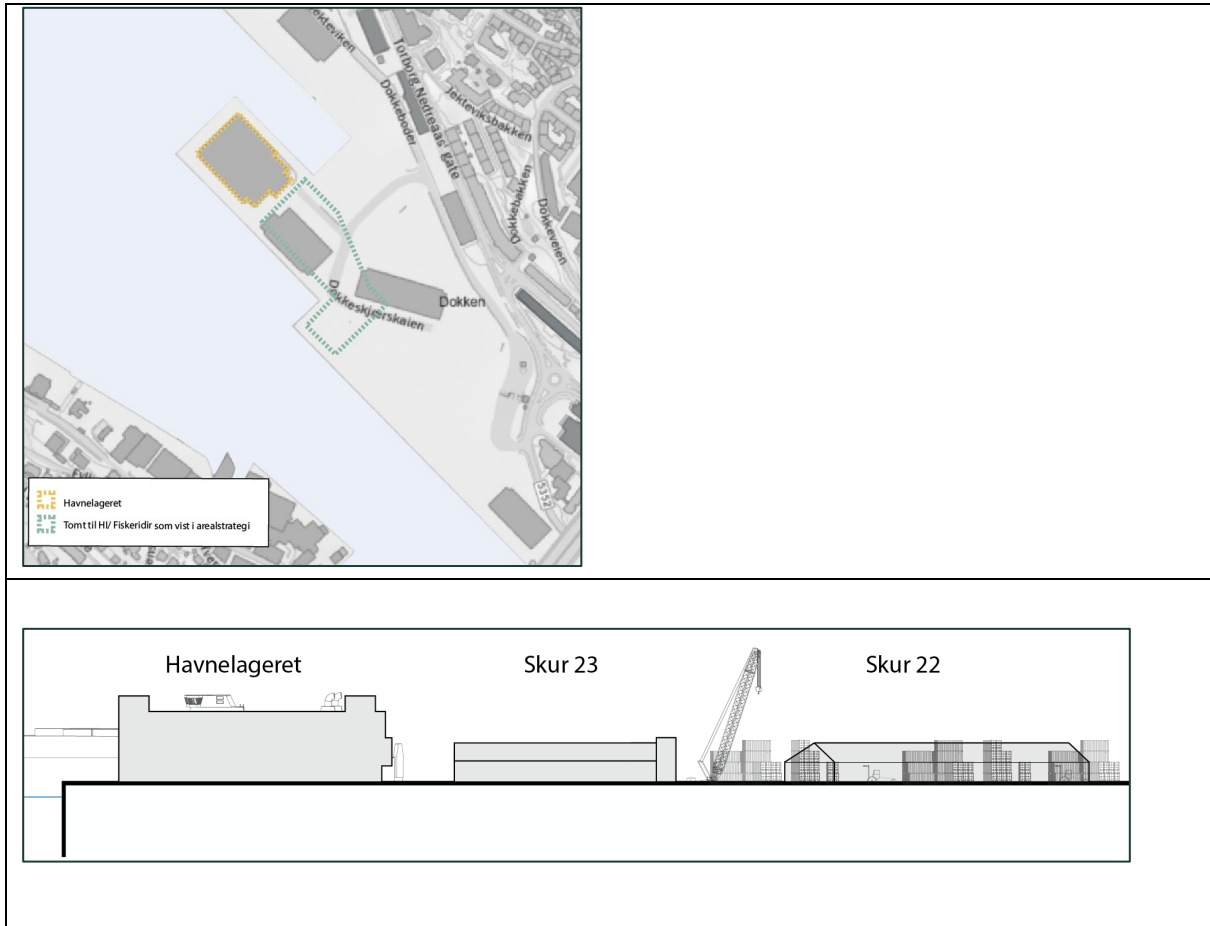 Jekteviken
Torborg Nedreaas' gate
Dokkeboder
Jekteviksbakken
Dokkebakken
Dokkeveien
Dokken
Dokkeskjærskaien
5352
Havnelageret
Tomt til HI/ Fiskeridir som vist i arealstrategi
Havnelageret
Skur 23
Skur 22